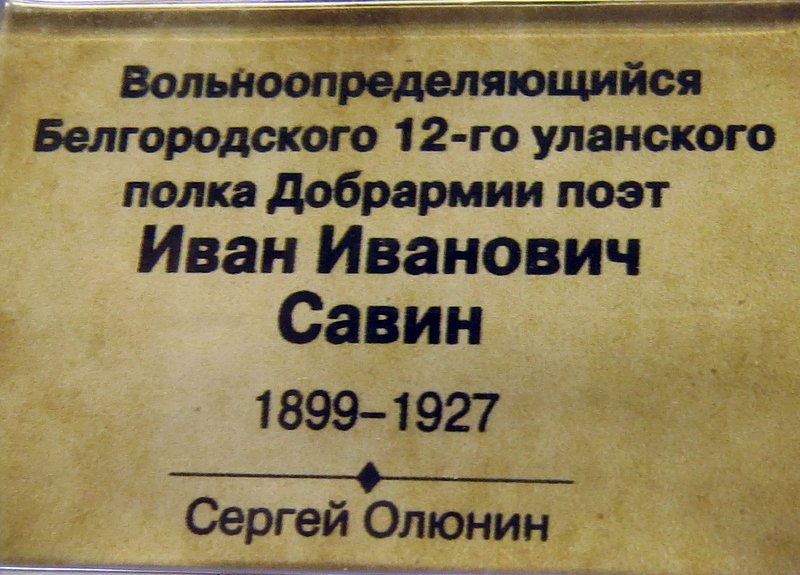 Вольноопределяющийся
Белгородского 12-го уланского
полка Добрармии поэт
Иван Иванович
Савин
1899–1927
Сергей Олюнин